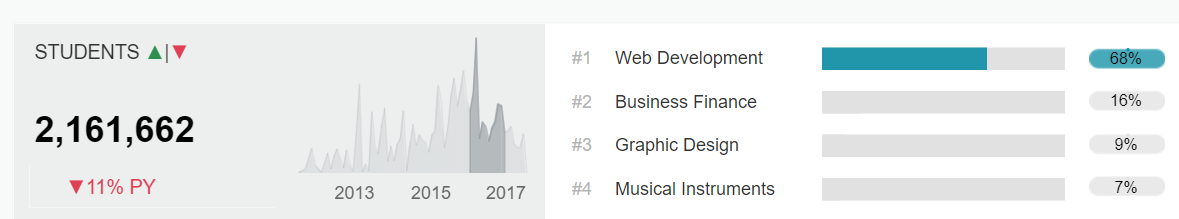 STUDENTS ▲|▼
2,161,662
▼11% PY
2013 2015 2017
#1 Web Development 68%
#2 Business Finance 16%
#3 Graphic Design 9%
#4 Musical Instruments 7%